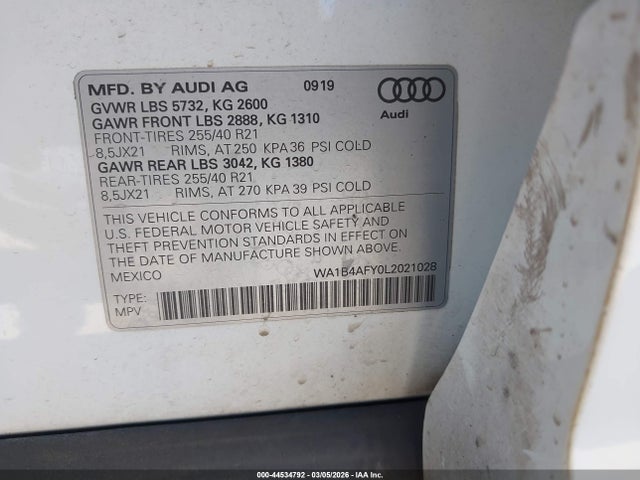 MFD. BY AUDI AG 0919
GVWR LBS 5732, KG 2600
GAWR FRONT LBS 2888, KG 1310
FRONT-TIRES 255/40 R21
8,5JX21 RIMS, AT 250 KPA 36 PSI COLD
GAWR REAR LBS 3042, KG 1380
REAR-TIRES 255/40 R21
8,5JX21 RIMS, AT 270 KPA 39 PSI COLD
Audi
THIS VEHICLE CONFORMS TO ALL APPLICABLE
U.S. FEDERAL MOTOR VEHICLE SAFETY AND
THEFT PREVENTION STANDARDS IN EFFECT ON
THE DATE OF MANUFACTURE SHOWN ABOVE.
MEXICO WA1B4AFY0L2021028
TYPE:
MPV
000-44534792 — 03/05/2026 — IAA Inc.